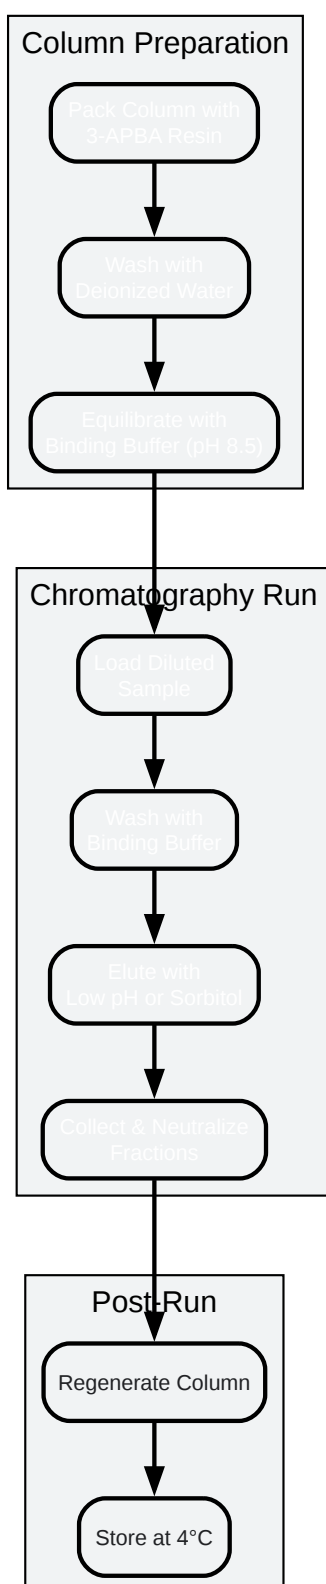 Column Preparation
Pack Column with
3-APBA Resin
Wash with
Deionized Water
Equilibrate with
Binding Buffer (pH 8.5)
Chromatography Run
Load Diluted
Sample
Wash with
Binding Buffer
Elute with
Low pH or Sorbitol
Collect & Neutralize
Fractions
Post-Run
Regenerate Column
Store at 4°C